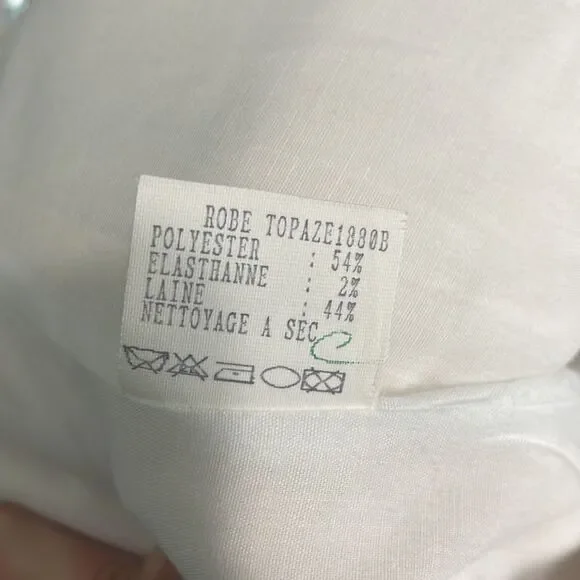 ROBE TOPAZE1880B
POLYESTER : 54%
ELASTHANNE : 2%
LAINE : 44%
NETTOYAGE A SEC
C